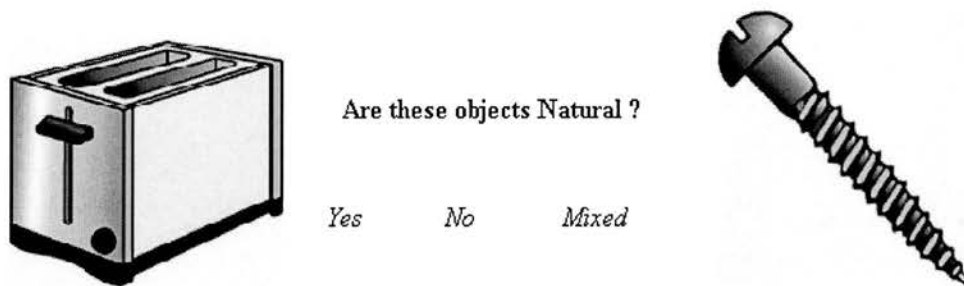 Are these objects Natural ?
Yes No Mixed